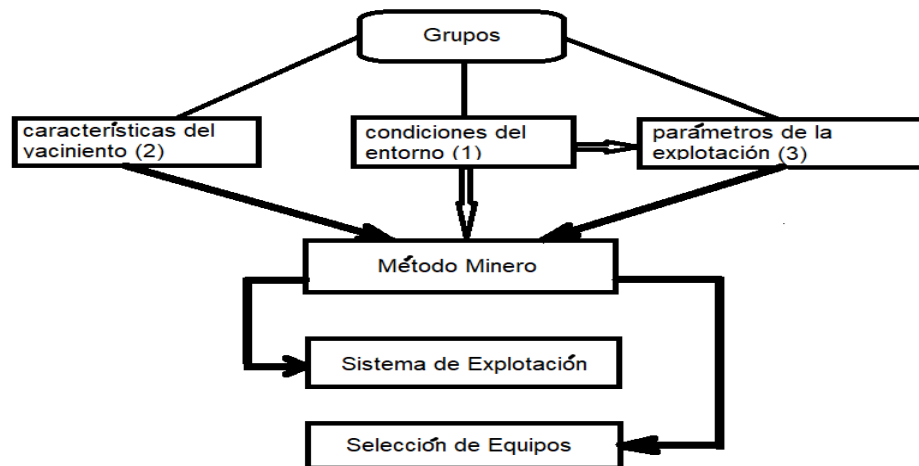 Grupos
características del
yaciniento (2)
condiciones del
entorno (1)
parámetros de la
explotación (3)
Método Minero
Sistema de Explotación
Selección de Equipos